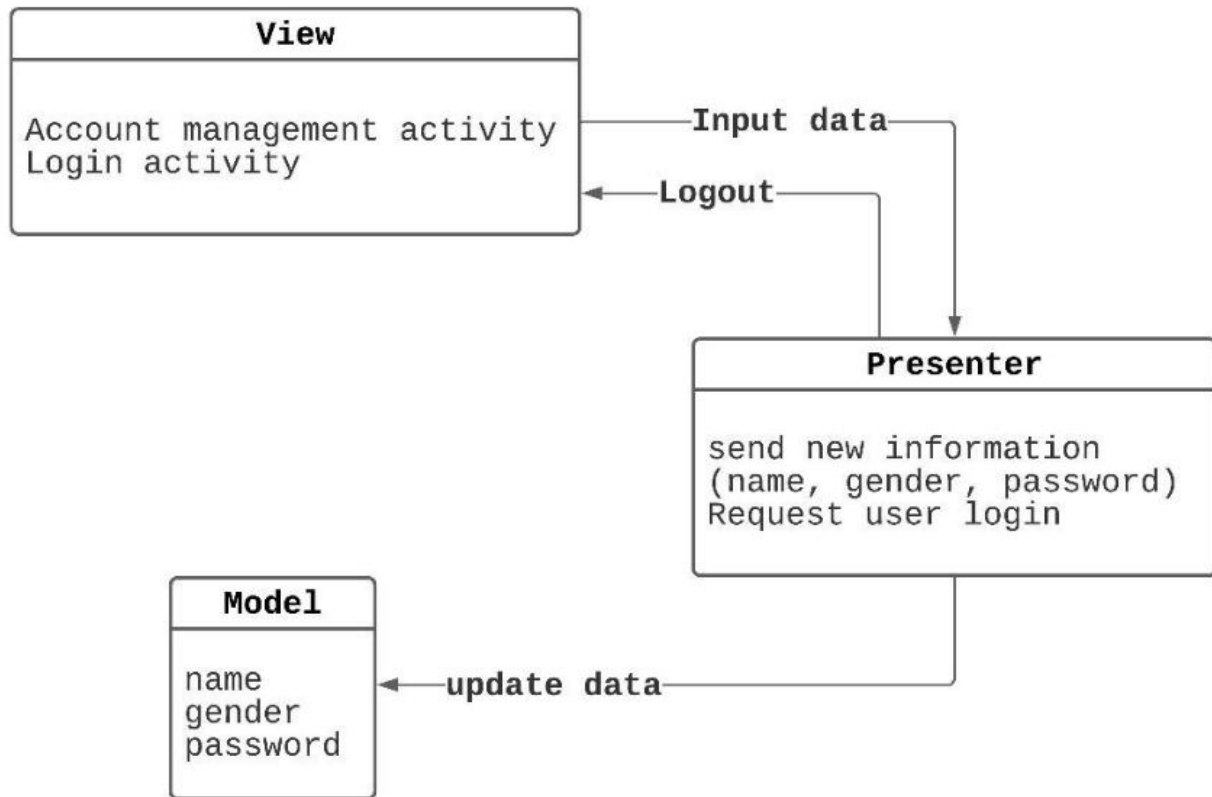 View
Account management activity
Login activity
Input data
Logout
Presenter
send new information
(name, gender, password)
Request user login
Model
name
gender
password
update data